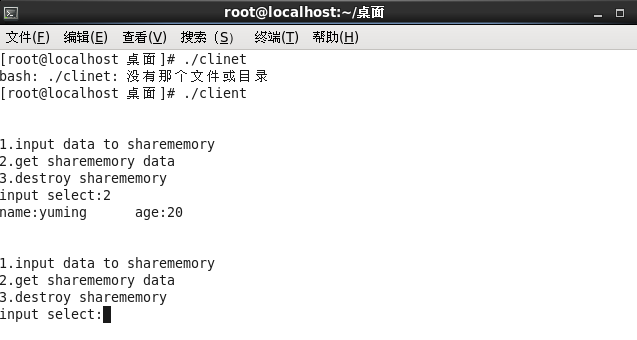 root@localhost:~/桌面
文件(F) 编辑(E) 查看(V) 搜索（S） 终端(T) 帮助(H)
[root@localhost 桌面]# ./clinet
bash: ./clinet: 没有那个文件或目录
[root@localhost 桌面]# ./client
1.input data to sharememory
2.get sharememory data
3.destroy sharememory
input select:2
name:yuming      age:20
1.input data to sharememory
2.get sharememory data
3.destroy sharememory
input select: